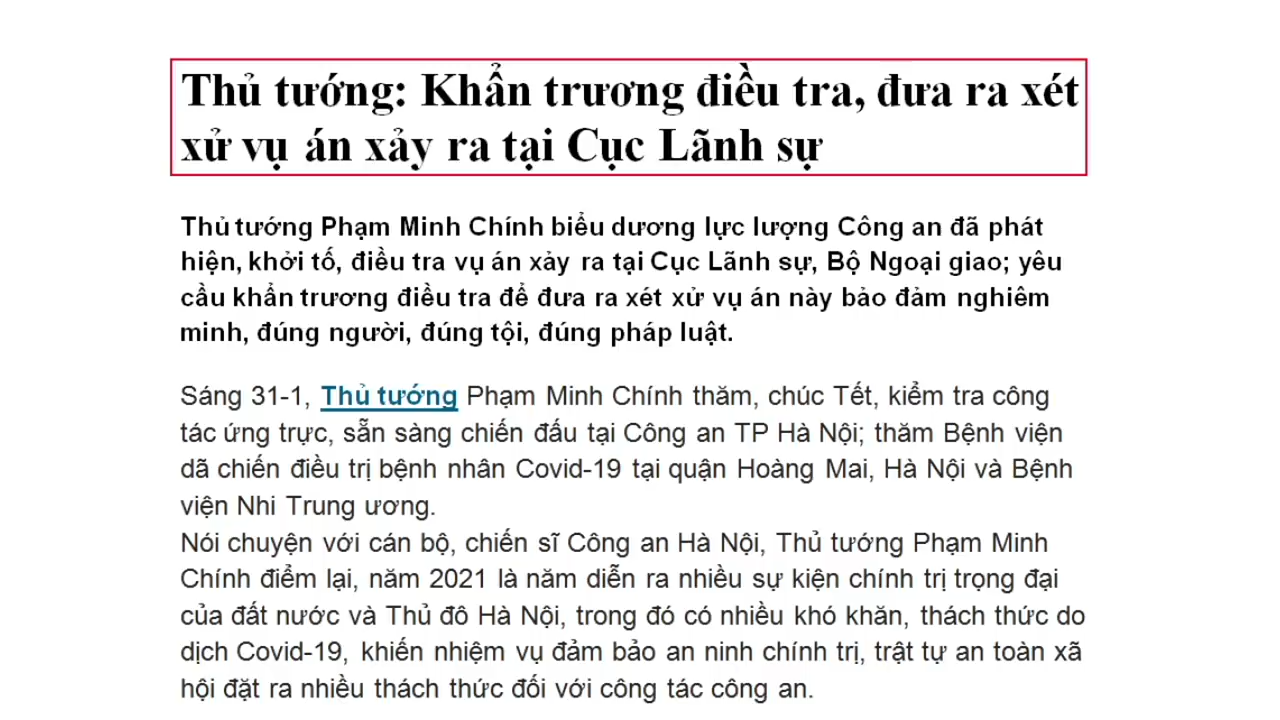 Thủ tướng: Khẩn trương điều tra, đưa ra xét
xử vụ án xảy ra tại Cục Lãnh sự
Thủ tướng Phạm Minh Chính biểu dương lực lượng Công an đã phát
hiện, khởi tố, điều tra vụ án xảy ra tại Cục Lãnh sự, Bộ Ngoại giao; yêu
cầu khẩn trương điều tra để đưa ra xét xử vụ án này bảo đảm nghiêm
minh, đúng người, đúng tội, đúng pháp luật.
Sáng 31-1, Thủ tướng Phạm Minh Chính thăm, chúc Tết, kiểm tra công
tác ứng trực, sẵn sàng chiến đấu tại Công an TP Hà Nội; thăm Bệnh viện
dã chiến điều trị bệnh nhân Covid-19 tại quận Hoàng Mai, Hà Nội và Bệnh
viện Nhi Trung ương.
Nói chuyện với cán bộ, chiến sĩ Công an Hà Nội, Thủ tướng Phạm Minh
Chính điểm lại, năm 2021 là năm diễn ra nhiều sự kiện chính trị trọng đại
của đất nước và Thủ đô Hà Nội, trong đó có nhiều khó khăn, thách thức do
dịch Covid-19, khiến nhiệm vụ đảm bảo an ninh chính trị, trật tự an toàn xã
hội đặt ra nhiều thách thức đối với công tác công an.